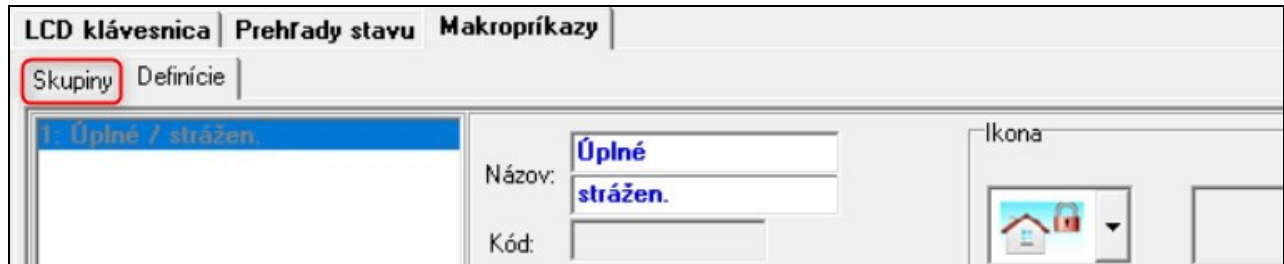 LCD klávesnica Prehľady stavu Makropríkazy
Skupiny Definície
1: Úplné / strážen.
Názov:
Úplné
strážen.
Kód:
Ikona